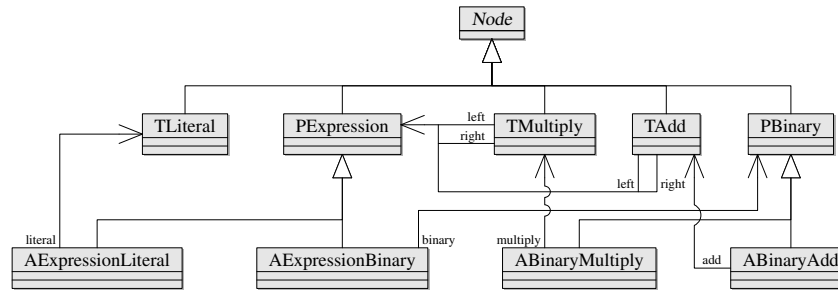 Node
TLiteral
PExpression
left
right
TMultiply
TAdd
PBinary
left
right
literal
AExpressionLiteral
AExpressionBinary
binary
multiply
ABinaryMultiply
add
ABinaryAdd